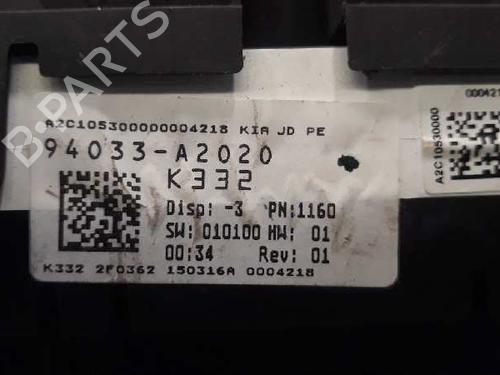 A2C10530000004218 KIA JD PE
94033-A2020
K332
Disp: -3 PN:1160
SW: 010100 HW: 01
00:34 Rev: 01
K332 2F0362 150316A 0004218
A2C10530000
B-PARTS